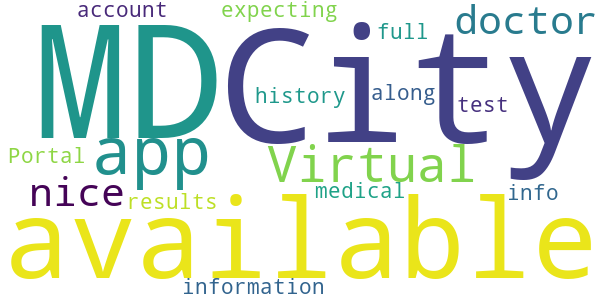 account expecting doctor
MD City full
history along test
Portal app Virtual
nice results medical info
available
information